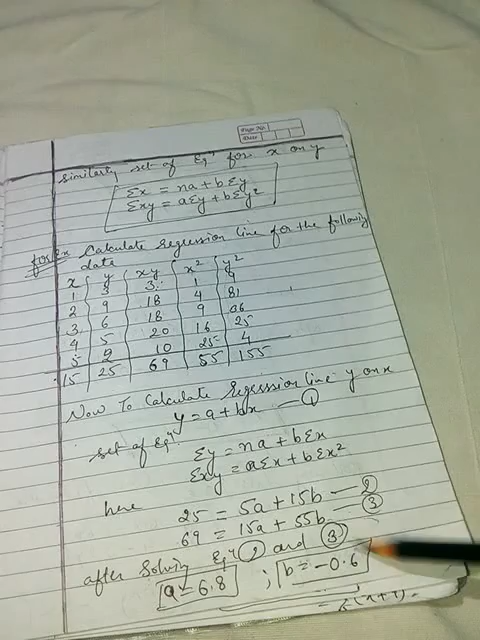 Page No.
Date
Similarly set of Eqn for x on y
Σx = na + bΣy
Σxy = aΣy + bΣy²
for Ex Calculate regression line for the following
data
x y xy x² y²
1 3 3 1 9
2 9 18 4 81
3 6 18 9 36
4 5 20 16 25
5 2 10 25 4
15 25 69 55 155
Now To Calculate Regression line y on x
y = a + bx — ①
set of Eqn
Σy = na + bΣx
Σxy = aΣx + bΣx²
here
25 = 5a + 15b — ②
69 = 15a + 55b — ③
after solving Eqn ② and ③
a = 6.8 ; b = -0.6